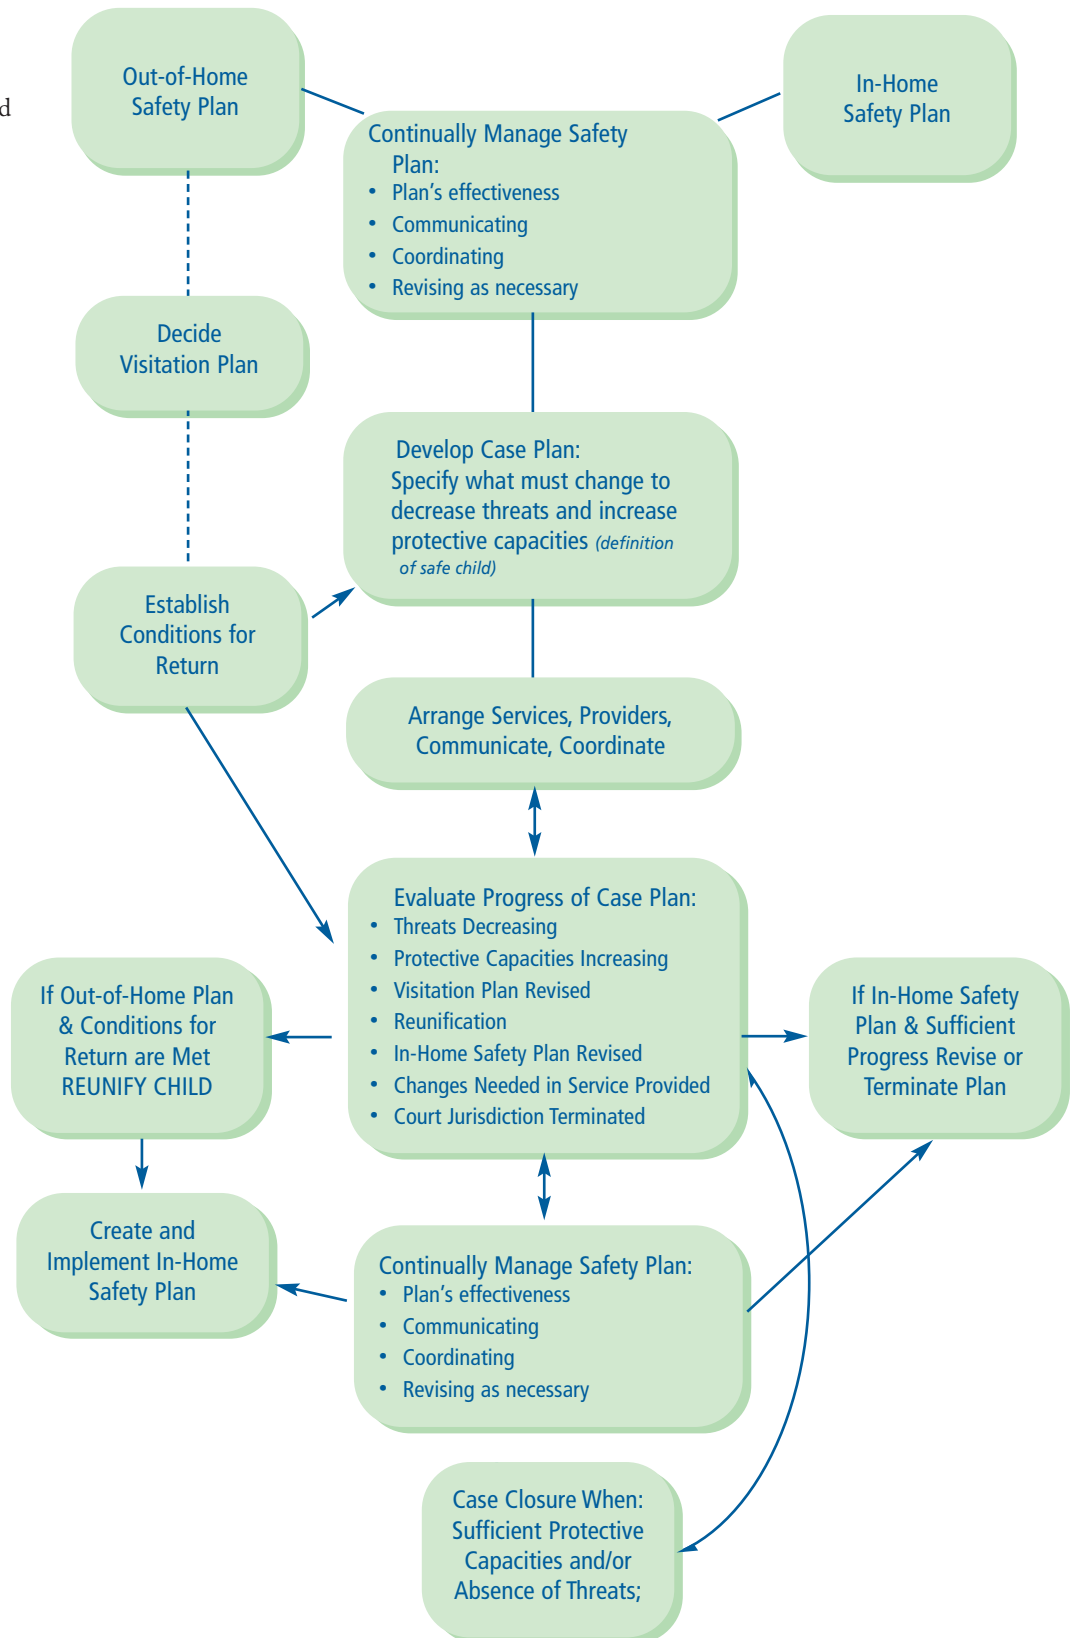 d
Out-of-Home
Safety Plan
In-Home
Safety Plan
Continually Manage Safety
Plan:
• Plan's effectiveness
• Communicating
• Coordinating
• Revising as necessary
Decide
Visitation Plan
Develop Case Plan:
Specify what must change to
decrease threats and increase
protective capacities (definition
of safe child)
Establish
Conditions for
Return
Arrange Services, Providers,
Communicate, Coordinate
Evaluate Progress of Case Plan:
• Threats Decreasing
• Protective Capacities Increasing
• Visitation Plan Revised
• Reunification
• In-Home Safety Plan Revised
• Changes Needed in Service Provided
• Court Jurisdiction Terminated
If Out-of-Home Plan
& Conditions for
Return are Met
REUNIFY CHILD
If In-Home Safety
Plan & Sufficient
Progress Revise or
Terminate Plan
Create and
Implement In-Home
Safety Plan
Continually Manage Safety Plan:
• Plan's effectiveness
• Communicating
• Coordinating
• Revising as necessary
Case Closure When:
Sufficient Protective
Capacities and/or
Absence of Threats;